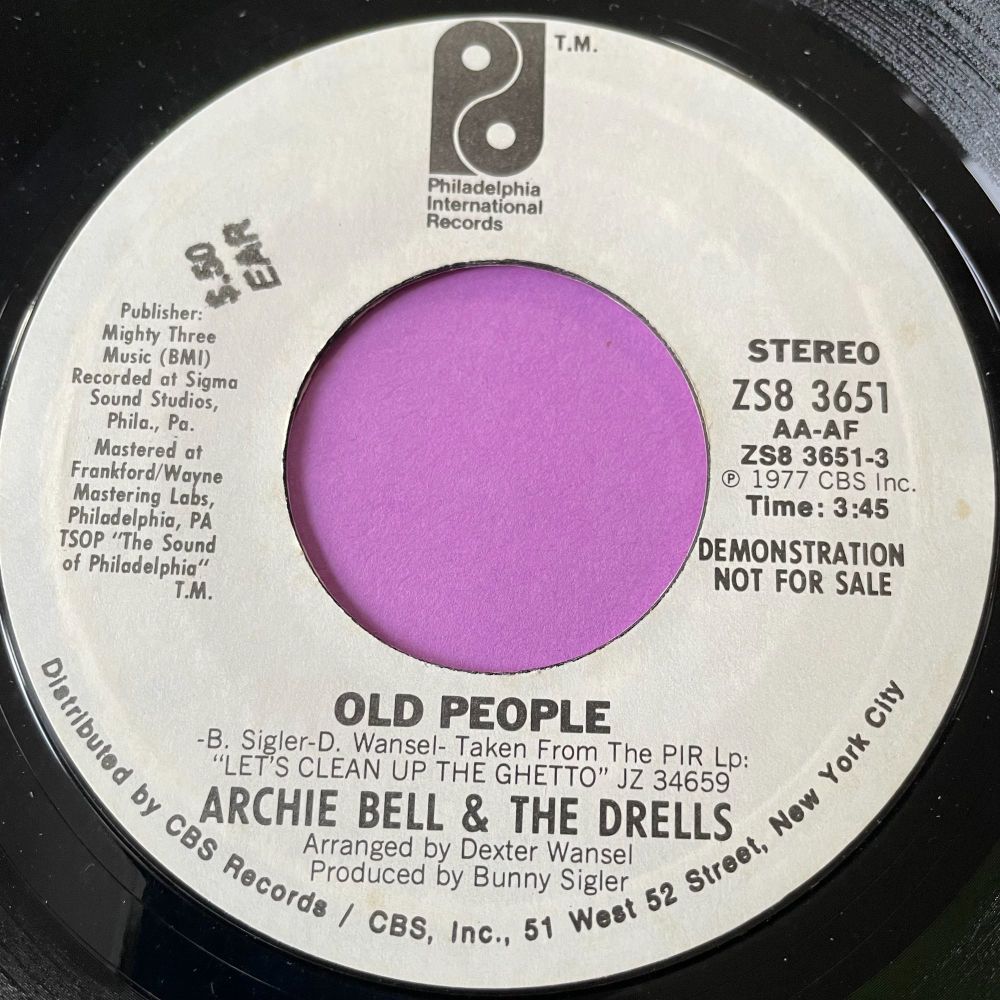 T.M.
Philadelphia
International
Records
$.50
EAR
Publisher:
Mighty Three
Music (BMI)
Recorded at Sigma
Sound Studios,
Phila., Pa.
Mastered at
Frankford/Wayne
Mastering Labs,
Philadelphia, PA
TSOP "The Sound
of Philadelphia"
T.M.
STEREO
ZS8 3651
AA-AF
ZS8 3651-3
℗ 1977 CBS Inc.
Time: 3:45
DEMONSTRATION
NOT FOR SALE
OLD PEOPLE
-B. Sigler-D. Wansel- Taken From The PIR Lp:
"LET'S CLEAN UP THE GHETTO" JZ 34659
ARCHIE BELL & THE DRELLS
Arranged by Dexter Wansel
Produced by Bunny Sigler
Distributed by CBS Records / CBS, Inc., 51 West 52 Street, New York City